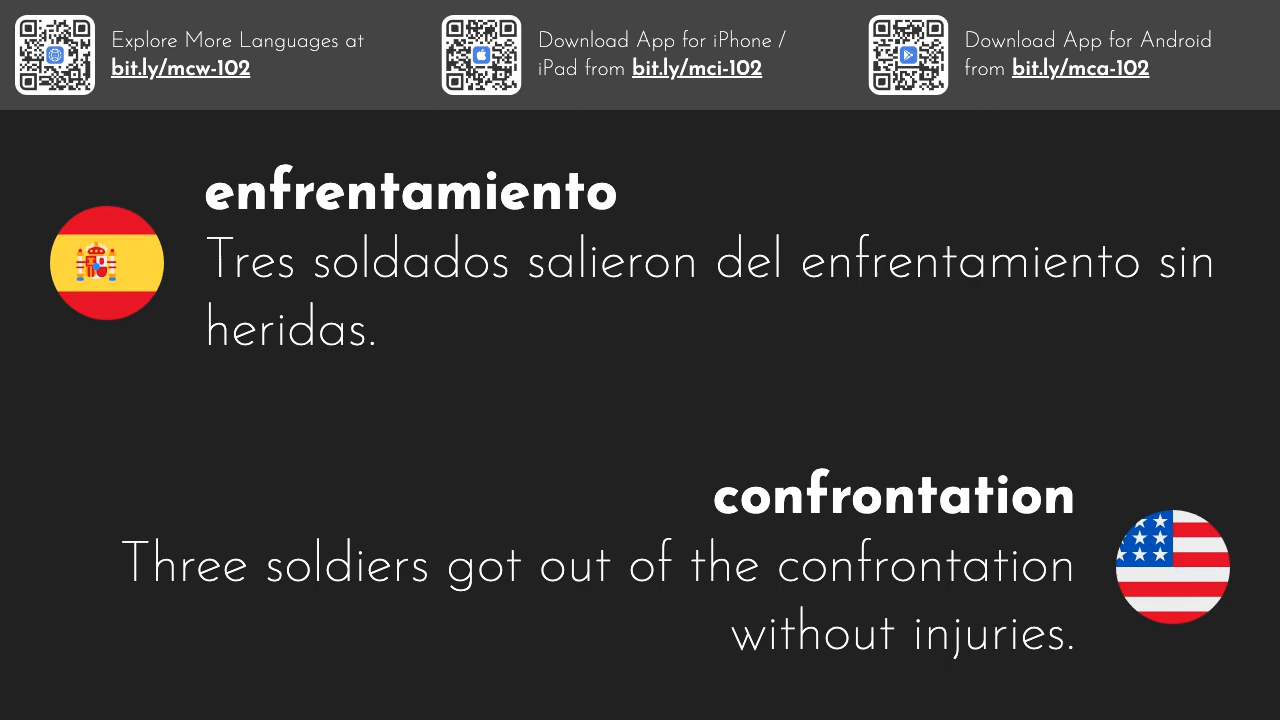 Explore More Languages at
bit.ly/mcw-102
Download App for iPhone /
iPad from bit.ly/mci-102
Download App for Android
from bit.ly/mca-102
enfrentamiento
Tres soldados salieron del enfrentamiento sin
heridas.
confrontation
Three soldiers got out of the confrontation
without injuries.